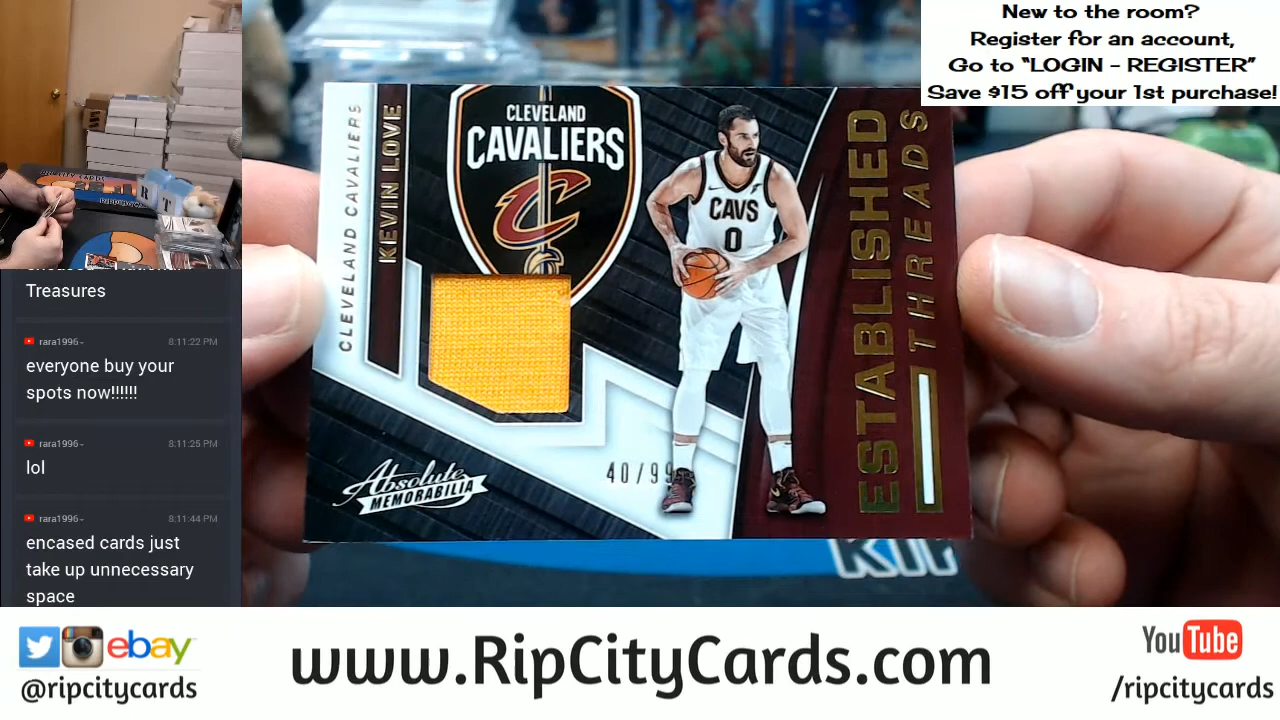 New to the room?
Register for an account,
Go to "LOGIN - REGISTER"
Save $15 off your 1st purchase!
CLEVELAND CAVALIERS
KEVIN LOVE
CLEVELAND
CAVALIERS
CAVS
0
ESTABLISHED
THREADS
40/99
Absolute
MEMORABILIA
Treasures
rara1996-
8:11:22 PM
everyone buy your
spots now!!!!!!
rara1996-
8:11:25 PM
lol
rara1996-
8:11:44 PM
encased cards just
take up unnecessary
space
ebay
@ripcitycards
www.RipCityCards.com
YouTube
/ripcitycards